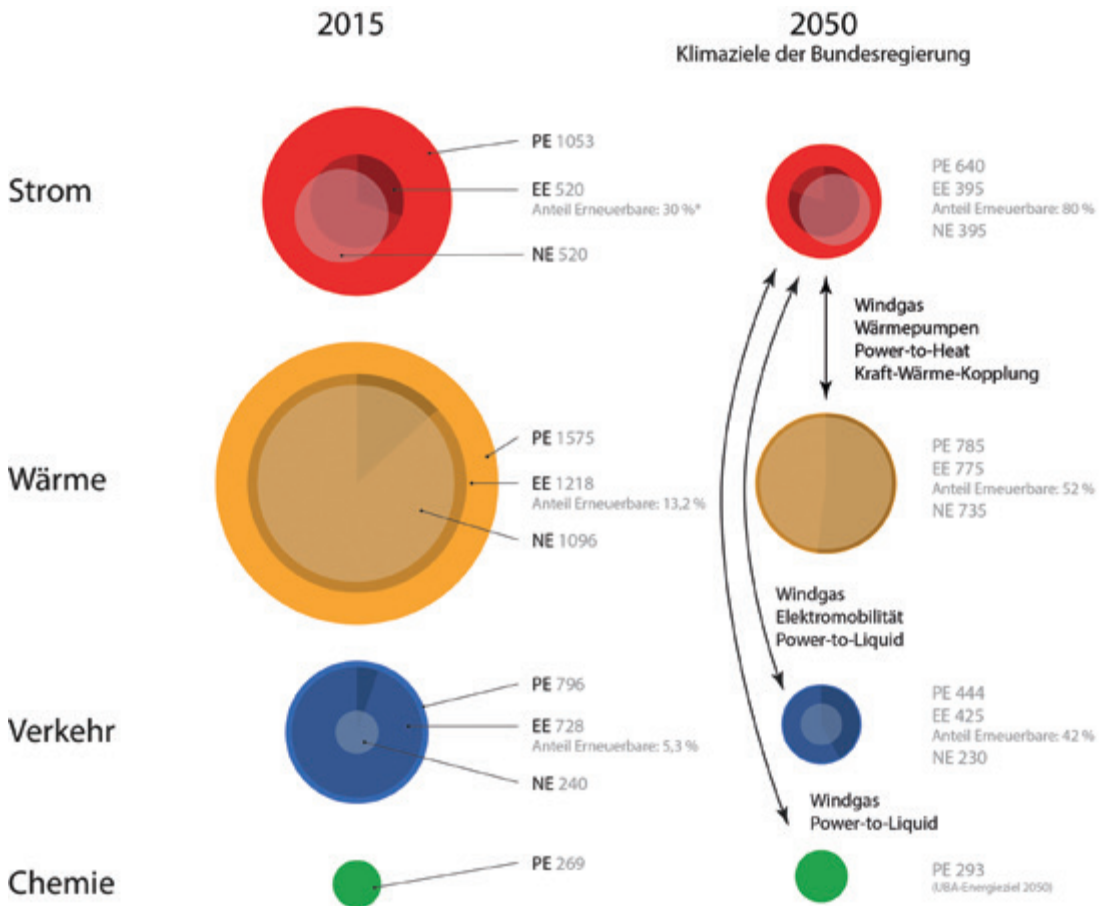 2015
2050
Klimaziele der Bundesregierung
Strom
PE 1053
EE 520
Anteil Erneuerbare: 30 %*
NE 520
PE 640
EE 395
Anteil Erneuerbare: 80 %
NE 395
Windgas
Wärmepumpen
Power-to-Heat
Kraft-Wärme-Kopplung
Wärme
PE 1575
EE 1218
Anteil Erneuerbare: 13,2 %
NE 1096
PE 785
EE 775
Anteil Erneuerbare: 52 %
NE 735
Windgas
Elektromobilität
Power-to-Liquid
Verkehr
PE 796
EE 728
Anteil Erneuerbare: 5,3 %
NE 240
PE 444
EE 425
Anteil Erneuerbare: 42 %
NE 230
Windgas
Power-to-Liquid
Chemie
PE 269
PE 293
(UBA-Energieziel 2050)